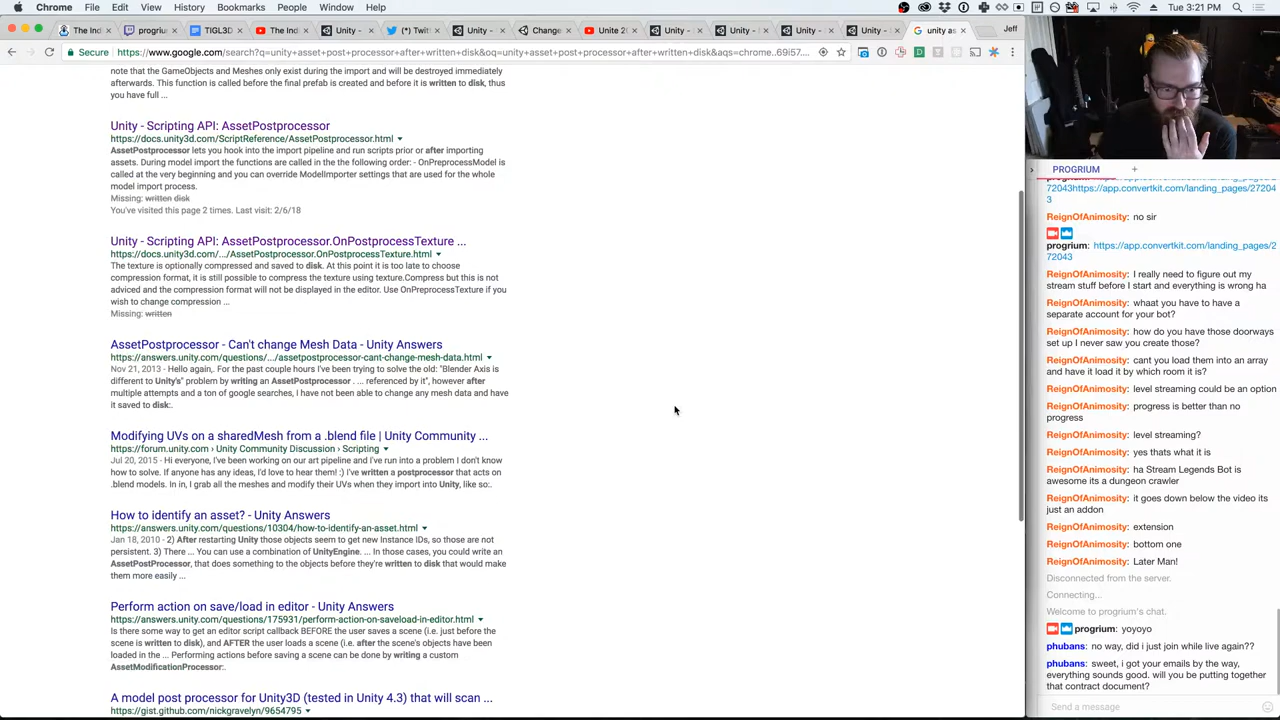 Chrome File Edit View History Bookmarks People Window Help Tue 3:21 PM
The Ind progriu TIGL3D The Ind Unity - (*) Twit Unity - Change Unite 2( Unity - Unity - Unity - Unity - unity as Jeff
Secure https://www.google.com/search?q=unity+asset+post+processor+after+written+disk&oq=unity+asset+post+processor+after+written+disk&aqs=chrome..69i57....
note that the GameObjects and Meshes only exist during the import and will be destroyed immediately
afterwards. This function is called before the final prefab is created and before it is written to disk, thus
you have full ...
Unity - Scripting API: AssetPostprocessor
https://docs.unity3d.com/ScriptReference/AssetPostprocessor.html
AssetPostprocessor lets you hook into the import pipeline and run scripts prior or after importing
assets. During model import the functions are called in the the following order: - OnPreprocessModel is
called at the very beginning and you can override ModelImporter settings that are used for the whole
model import process.
Missing: written disk
You've visited this page 2 times. Last visit: 2/6/18
Unity - Scripting API: AssetPostprocessor.OnPostprocessTexture ...
https://docs.unity3d.com/.../AssetPostprocessor.OnPostprocessTexture.html
The texture is optionally compressed and saved to disk. At this point it is too late to choose
compression format, it is still possible to compress the texture using texture.Compress but this is not
adviced and the compression format will not be displayed in the editor. Use OnPreprocessTexture if you
wish to change compression ...
Missing: written
AssetPostprocessor - Can't change Mesh Data - Unity Answers
https://answers.unity.com/questions/.../assetpostprocessor-cant-change-mesh-data.html
Nov 21, 2013 - Hello again,. For the past couple hours I've been trying to solve the old: "Blender Axis is
different to Unity's" problem by writing an AssetPostprocessor . ... referenced by it", however after
multiple attempts and a ton of google searches, I have not been able to change any mesh data and have
it saved to disk:.
Modifying UVs on a sharedMesh from a .blend file | Unity Community ...
https://forum.unity.com › Unity Community Discussion › Scripting
Jul 20, 2015 - Hi everyone, I've been working on our art pipeline and I've run into a problem I don't know
how to solve. If anyone has any ideas, I'd love to hear them! :) I've written a postprocessor that acts on
.blend models. In in, I grab all the meshes and modify their UVs when they import into Unity, like so:.
How to identify an asset? - Unity Answers
https://answers.unity.com/questions/10304/how-to-identify-an-asset.html
Jan 18, 2010 - 2) After restarting Unity those objects seem to get new Instance IDs, so those are not
persistent. 3) There ... You can use a combination of UnityEngine. ... In those cases, you could write an
AssetPostProcessor, that does something to the objects before they're written to disk that would make
them more easily ...
Perform action on save/load in editor - Unity Answers
https://answers.unity.com/questions/175931/perform-action-on-saveload-in-editor.html
Is there some way to get an editor script callback BEFORE the user saves a scene (i.e. just before the
scene is written to disk), and AFTER the user loads a scene (i.e. after the scene's objects have been
loaded in the ... Performing actions before saving a scene can be done by writing a custom
AssetModificationProcessor:.
A model post processor for Unity3D (tested in Unity 4.3) that will scan ...
https://gist.github.com/nickgravelyn/9654795
PROGRIUM
72043https://app.convertkit.com/landing_pages/27204
3
ReignOfAnimosity: no sir
progrium: https://app.convertkit.com/landing_pages/2
72043
ReignOfAnimosity: I really need to figure out my
stream stuff before I start and everything is wrong ha
ReignOfAnimosity: whaat you have to have a
separate account for your bot?
ReignOfAnimosity: how do you have those doorways
set up I never saw you create those?
ReignOfAnimosity: cant you load them into an array
and have it load it by which room it is?
ReignOfAnimosity: level streaming could be an option
ReignOfAnimosity: progress is better than no
progress
ReignOfAnimosity: level streaming?
ReignOfAnimosity: yes thats what it is
ReignOfAnimosity: ha Stream Legends Bot is
awesome its a dungeon crawler
ReignOfAnimosity: it goes down below the video its
just an addon
ReignOfAnimosity: extension
ReignOfAnimosity: bottom one
ReignOfAnimosity: Later Man!
Disconnected from the server.
Connecting...
Welcome to progrium's chat.
progrium: yoyoyo
phubans: no way, did i just join while live again??
phubans: sweet, i got your emails by the way,
everything sounds good. will you be putting together
that contract document?
Send a message